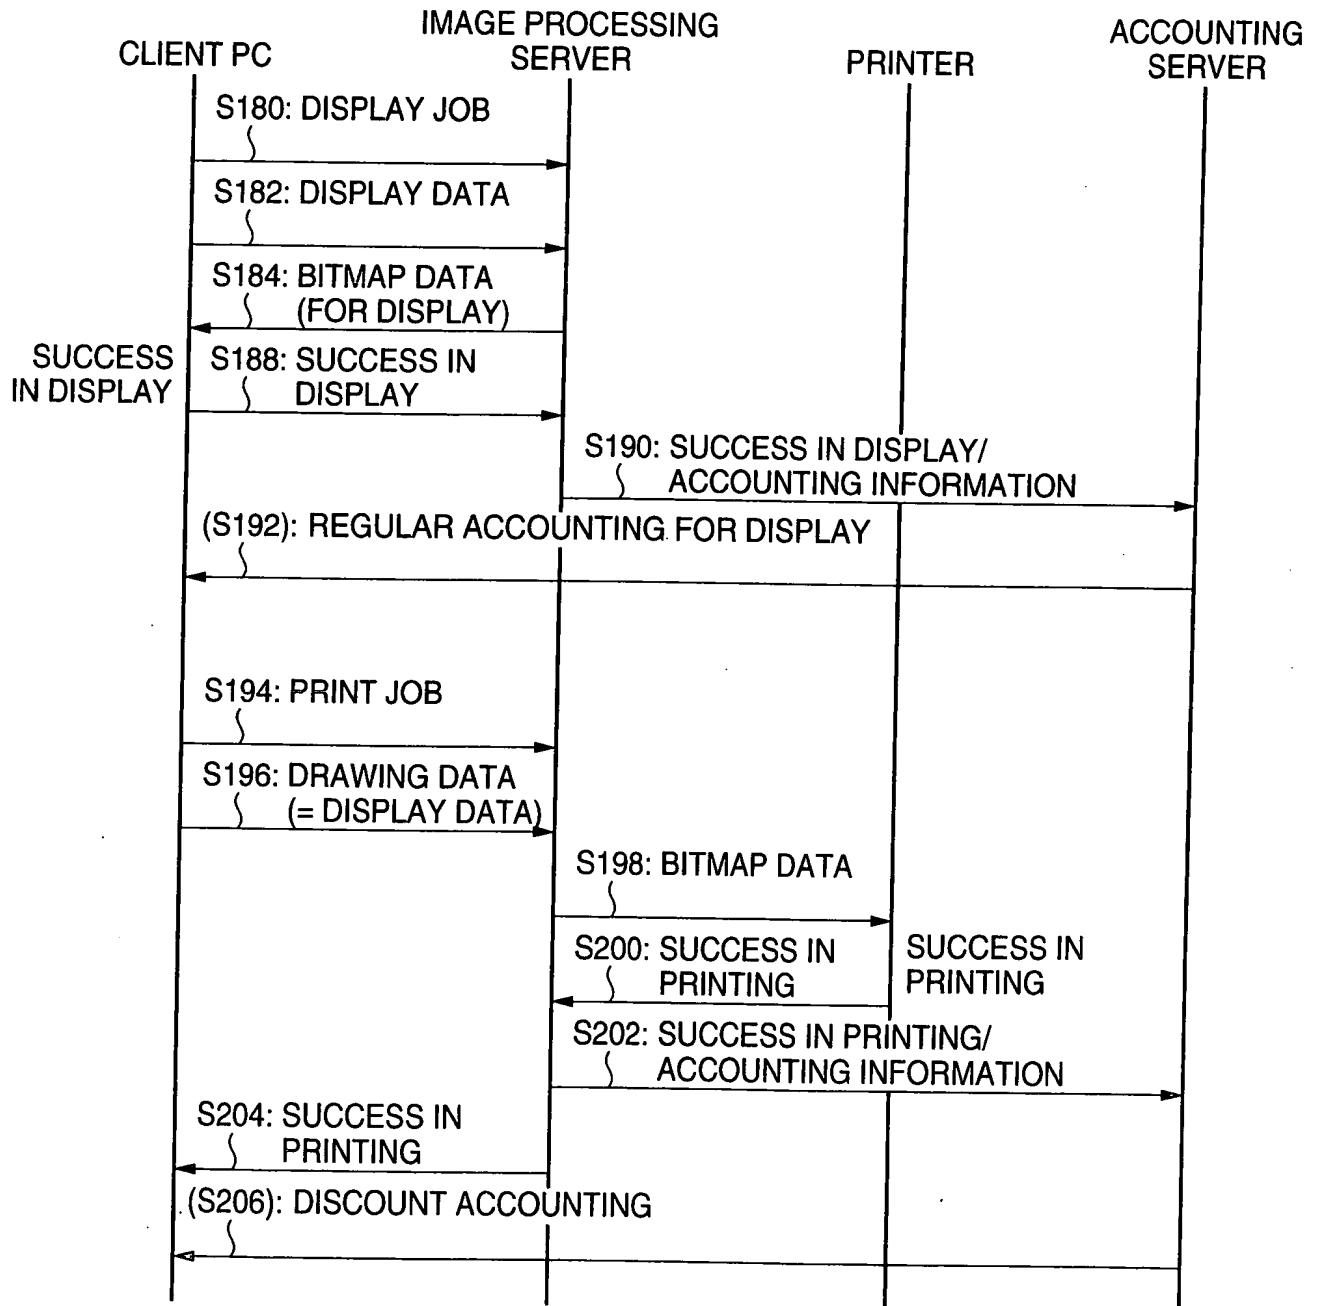 CLIENT PC
IMAGE PROCESSING
SERVER
PRINTER
ACCOUNTING
SERVER
S180: DISPLAY JOB
S182: DISPLAY DATA
S184: BITMAP DATA
(FOR DISPLAY)
SUCCESS
IN DISPLAY
S188: SUCCESS IN
DISPLAY
S190: SUCCESS IN DISPLAY/
ACCOUNTING INFORMATION
(S192): REGULAR ACCOUNTING FOR DISPLAY
S194: PRINT JOB
S196: DRAWING DATA
(= DISPLAY DATA)
S198: BITMAP DATA
S200: SUCCESS IN
PRINTING
SUCCESS IN
PRINTING
S202: SUCCESS IN PRINTING/
ACCOUNTING INFORMATION
S204: SUCCESS IN
PRINTING
(S206): DISCOUNT ACCOUNTING